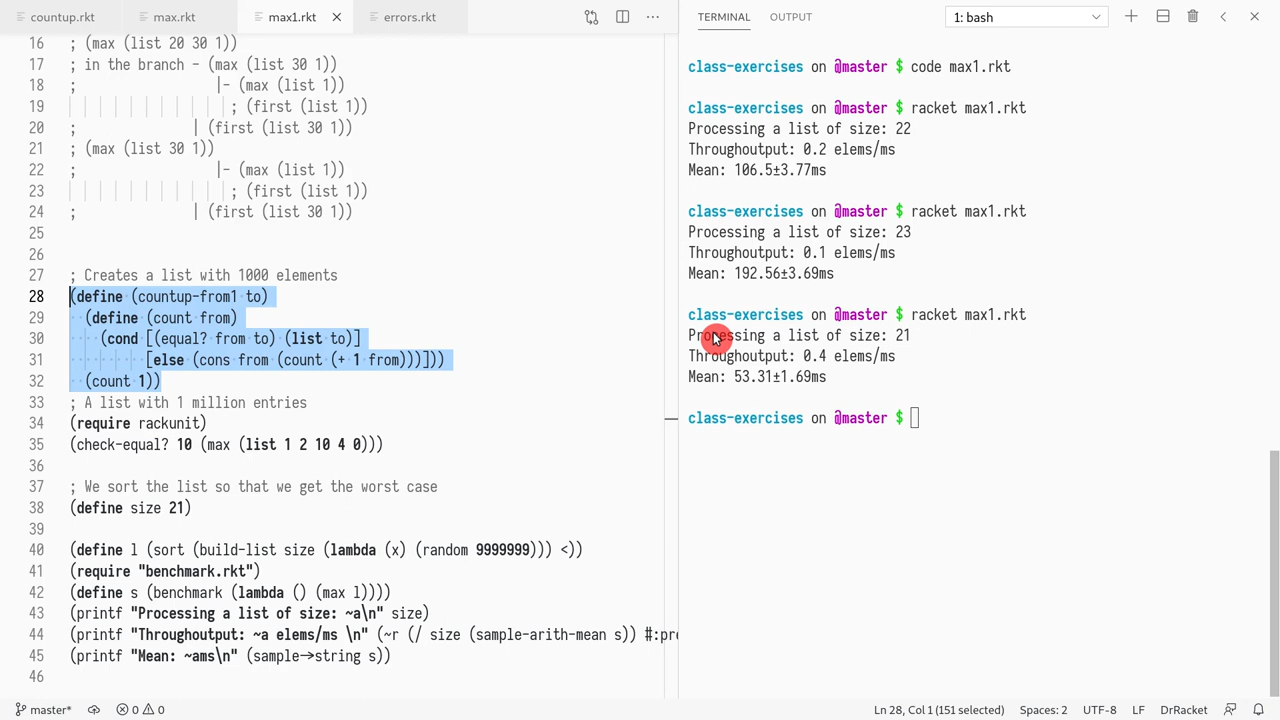 countup.rkt max.rkt max1.rkt errors.rkt
TERMINAL OUTPUT 1: bash
16 ; (max (list 20 30 1))
17 ; in the branch - (max (list 30 1))
18 ; |- (max (list 1))
19 ; (first (list 1))
20 ; | (first (list 30 1))
21 ; (max (list 30 1))
22 ; |- (max (list 1))
23 ; (first (list 1))
24 ; | (first (list 30 1))
25
26
27 ; Creates a list with 1000 elements
28 (define (countup-from1 to)
29 (define (count from)
30 (cond [(equal? from to) (list to)]
31 [else (cons from (count (+ 1 from)))]))
32 (count 1))
33 ; A list with 1 million entries
34 (require rackunit)
35 (check-equal? 10 (max (list 1 2 10 4 0)))
36
37 ; We sort the list so that we get the worst case
38 (define size 21)
39
40 (define l (sort (build-list size (lambda (x) (random 9999999))) <))
41 (require "benchmark.rkt")
42 (define s (benchmark (lambda () (max l))))
43 (printf "Processing a list of size: ~a\n" size)
44 (printf "Throughoutput: ~a elems/ms \n" (~r (/ size (sample-arith-mean s)) #:pre
45 (printf "Mean: ~ams\n" (sample→string s))
46
class-exercises on @master $ code max1.rkt
class-exercises on @master $ racket max1.rkt
Processing a list of size: 22
Throughoutput: 0.2 elems/ms
Mean: 106.5±3.77ms
class-exercises on @master $ racket max1.rkt
Processing a list of size: 23
Throughoutput: 0.1 elems/ms
Mean: 192.56±3.69ms
class-exercises on @master $ racket max1.rkt
Processing a list of size: 21
Throughoutput: 0.4 elems/ms
Mean: 53.31±1.69ms
class-exercises on @master $
master* 0 0 Ln 28, Col 1 (151 selected) Spaces: 2 UTF-8 LF DrRacket